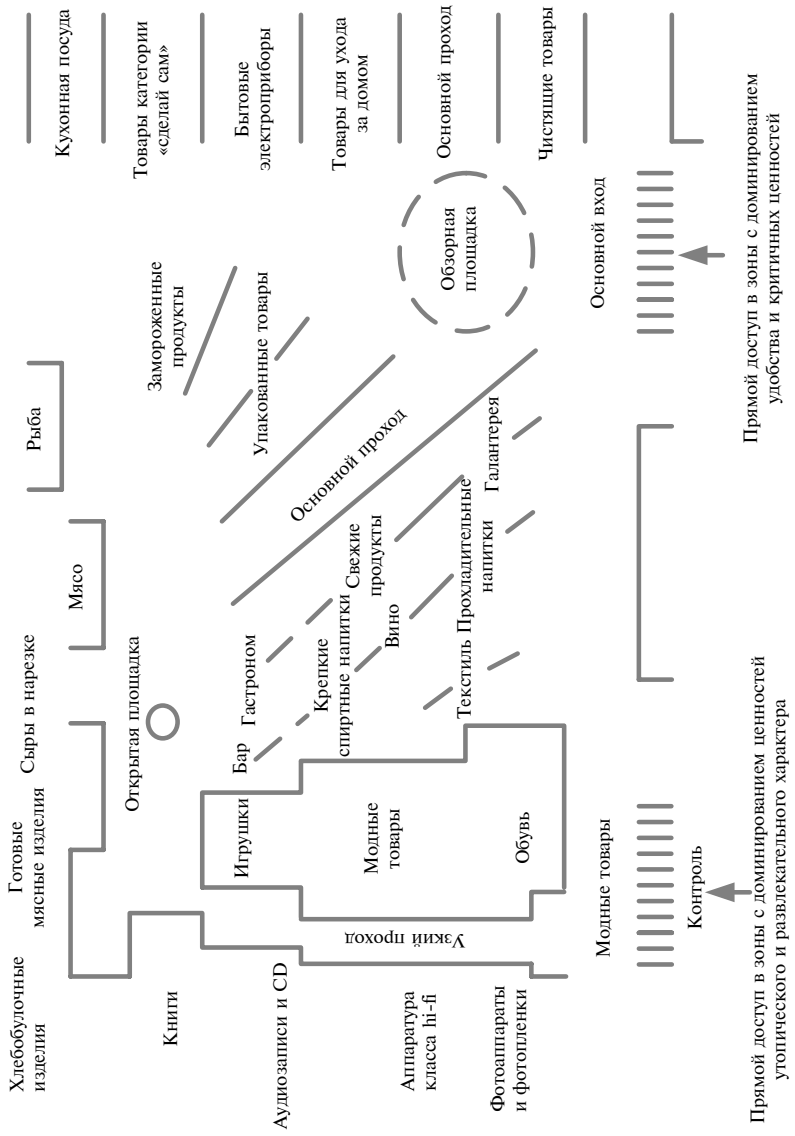 Хлебобулочные
изделия
Готовые
мясные изделия
Сыры в нарезке
Мясо
Рыба
Кухонная посуда
Открытая площадка
Книги
Замороженные
продукты
Товары категории
«сделай сам»
Игрушки
Бар
Гастроном
Упакованные товары
Бытовые
электроприборы
Аудиозаписи и CD
Крепкие
спиртные напитки
Свежие
продукты
Основной проход
Товары для ухода
за домом
Узкий проход
Модные
товары
Вино
Аппаратура
класса hi-fi
Обзорная
площадка
Основной проход
Текстиль
Прохладительные
напитки
Галантерея
Фотоаппараты
и фотопленки
Обувь
Чистящие товары
Модные товары
Основной вход
Контроль
Прямой доступ в зоны с доминированием ценностей
утопического и развлекательного характера
Прямой доступ в зоны с доминированием
удобства и критичных ценностей